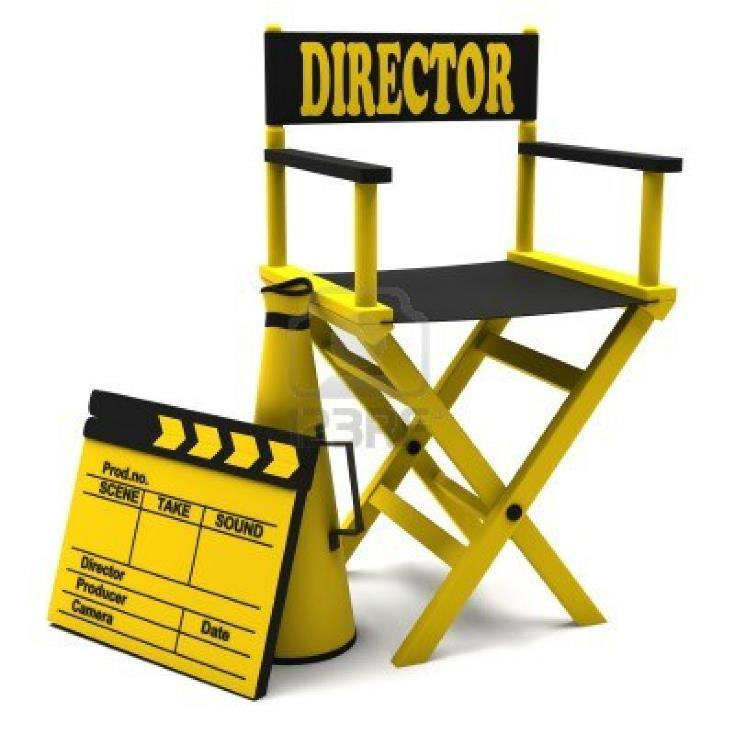 DIRECTOR
Prod.no.
SCENE TAKE SOUND
Director
Producer
Camera Date